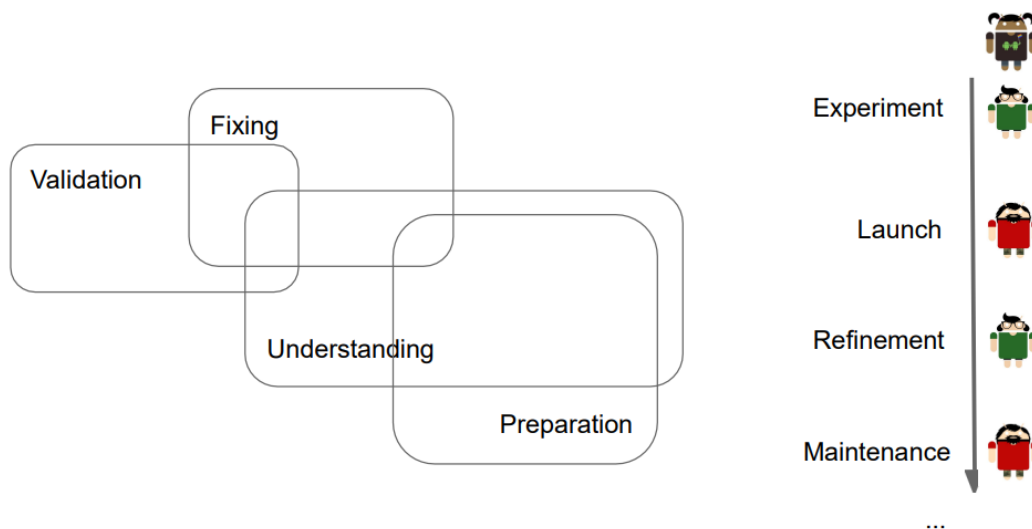 Fixing
Validation
Understanding
Preparation
Experiment
Launch
Refinement
Maintenance
...